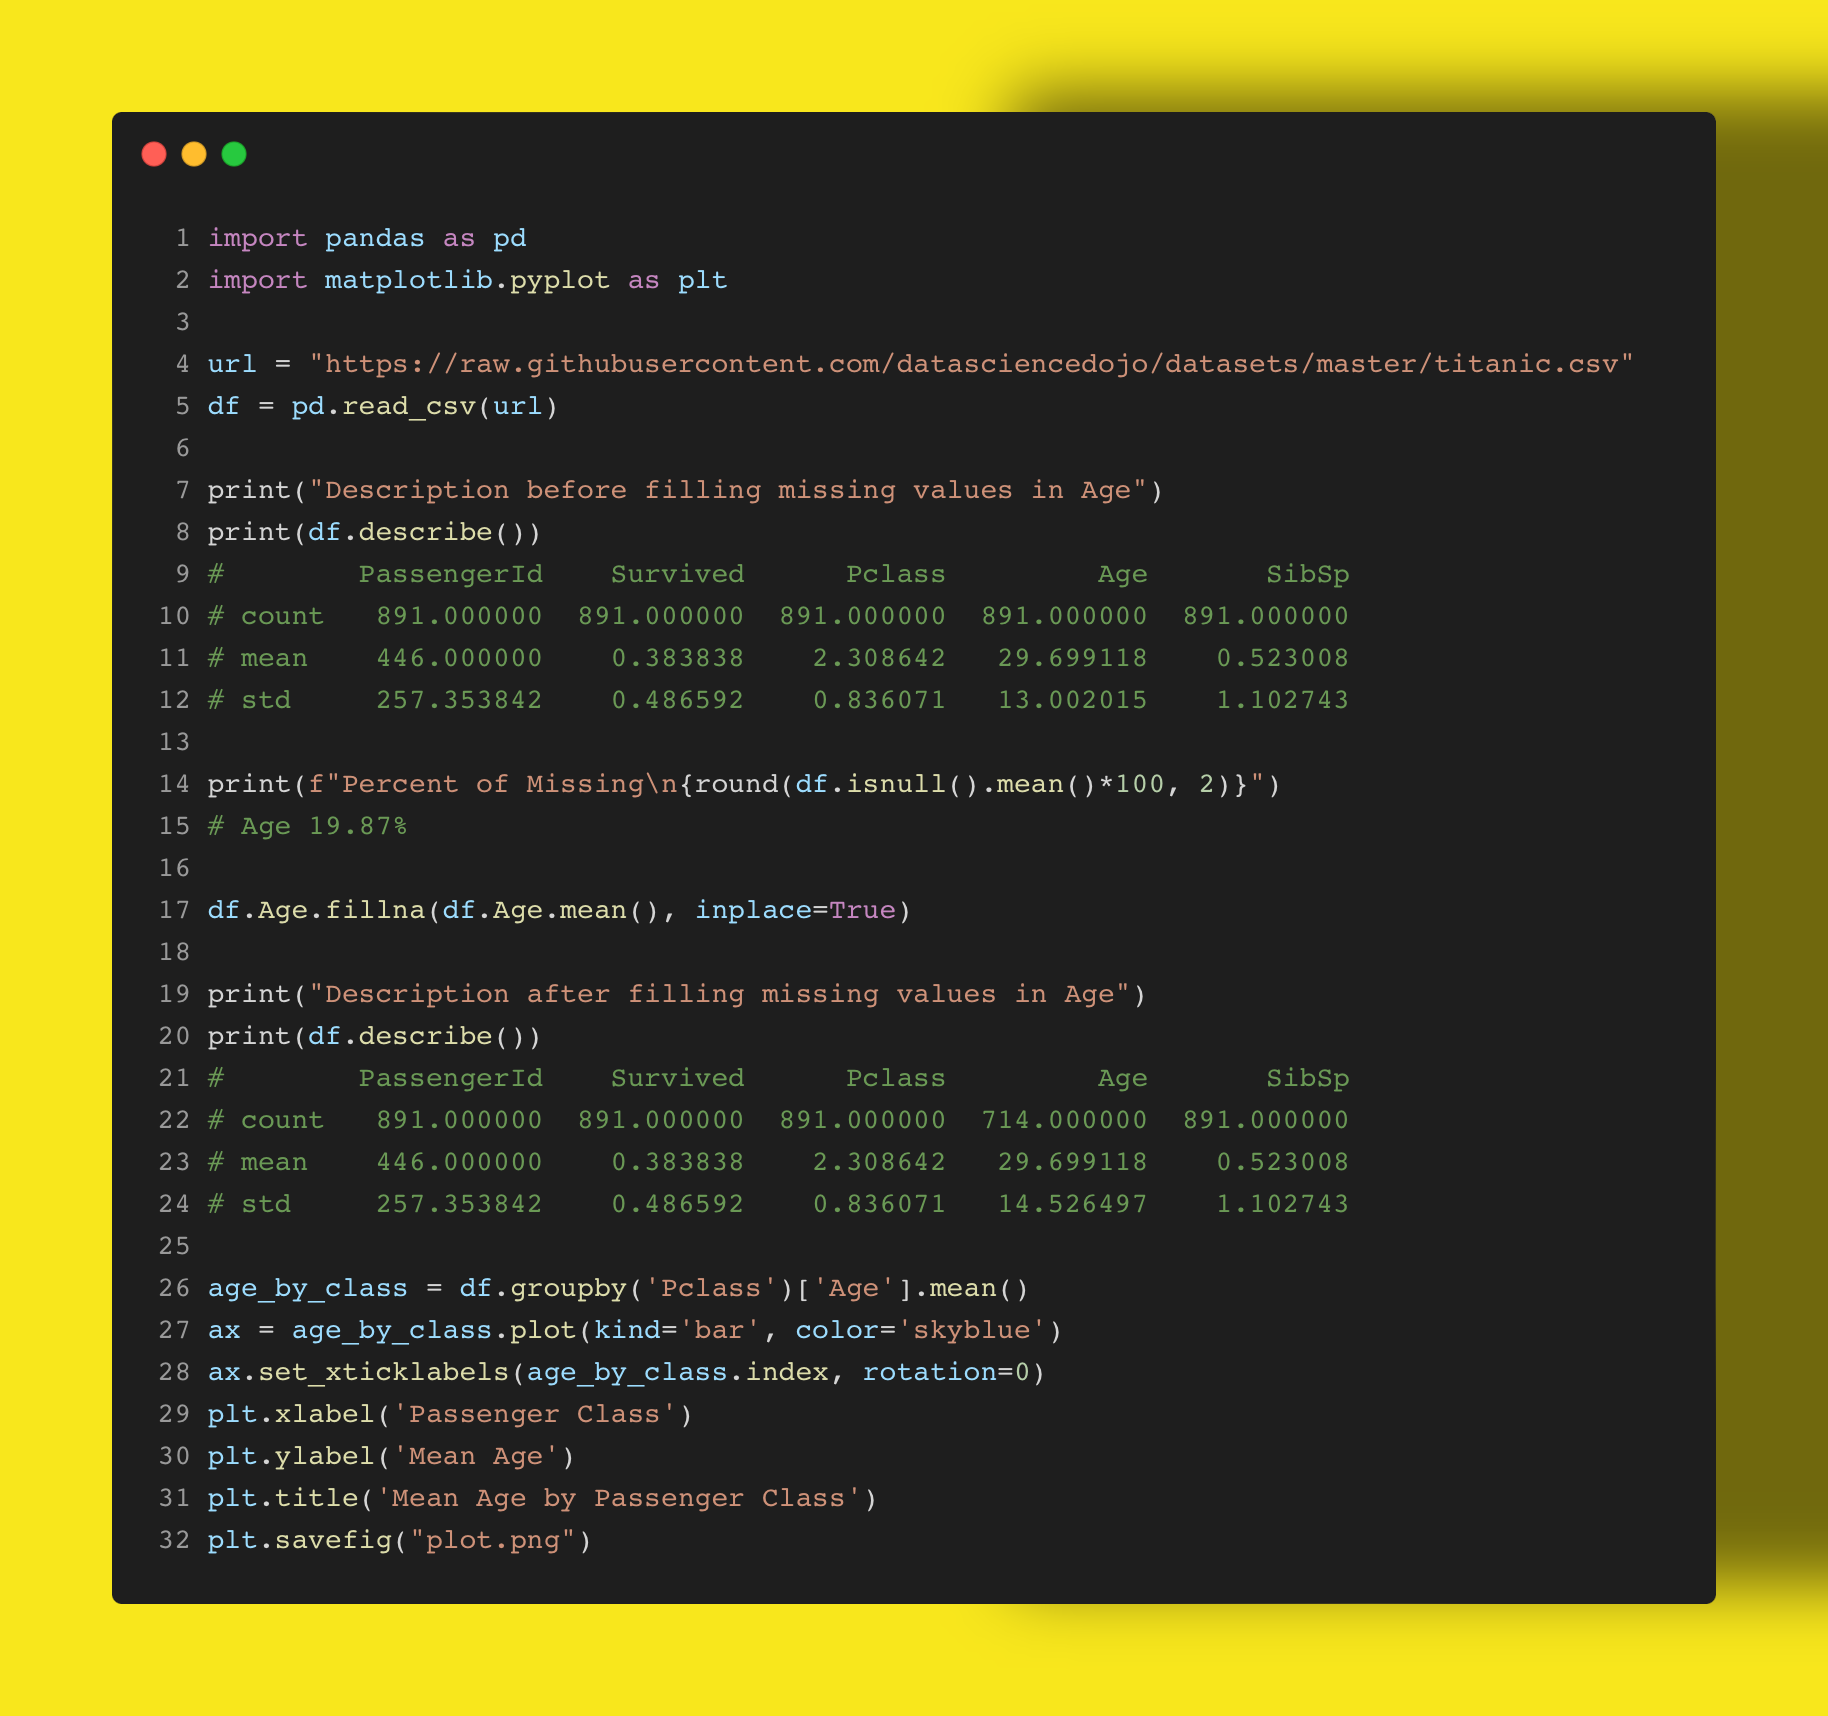 1 import pandas as pd
2 import matplotlib.pyplot as plt
3
4 url = "https://raw.githubusercontent.com/datasciencedojo/datasets/master/titanic.csv"
5 df = pd.read_csv(url)
6
7 print("Description before filling missing values in Age")
8 print(df.describe())
9 #        PassengerId    Survived      Pclass         Age       SibSp
10 # count   891.000000  891.000000  891.000000  891.000000  891.000000
11 # mean    446.000000    0.383838    2.308642   29.699118    0.523008
12 # std     257.353842    0.486592    0.836071   13.002015    1.102743
13
14 print(f"Percent of Missing\n{round(df.isnull().mean()*100, 2)}")
15 # Age 19.87%
16
17 df.Age.fillna(df.Age.mean(), inplace=True)
18
19 print("Description after filling missing values in Age")
20 print(df.describe())
21 #        PassengerId    Survived      Pclass         Age       SibSp
22 # count   891.000000  891.000000  891.000000  714.000000  891.000000
23 # mean    446.000000    0.383838    2.308642   29.699118    0.523008
24 # std     257.353842    0.486592    0.836071   14.526497    1.102743
25
26 age_by_class = df.groupby('Pclass')['Age'].mean()
27 ax = age_by_class.plot(kind='bar', color='skyblue')
28 ax.set_xticklabels(age_by_class.index, rotation=0)
29 plt.xlabel('Passenger Class')
30 plt.ylabel('Mean Age')
31 plt.title('Mean Age by Passenger Class')
32 plt.savefig("plot.png")